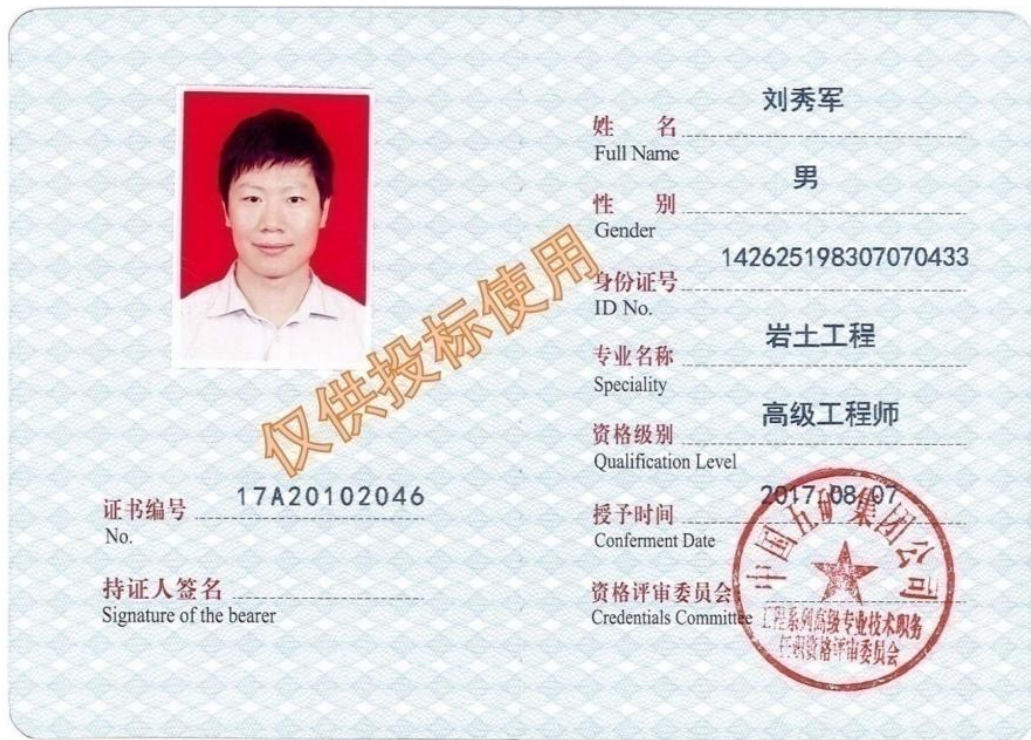 刘秀军
姓 名
Full Name
男
性 别
Gender
142625198307070433
身份证号
ID No.
岩土工程
专业名称
Speciality
高级工程师
资格级别
Qualification Level
2017.08.07
授予时间
Conferment Date
资格评审委员会
Credentials Committee
中国五矿集团公司
工程系列高级专业技术职务
任职资格评审委员会
17A20102046
证书编号
No.
持证人签名
Signature of the bearer
仅供投标使用